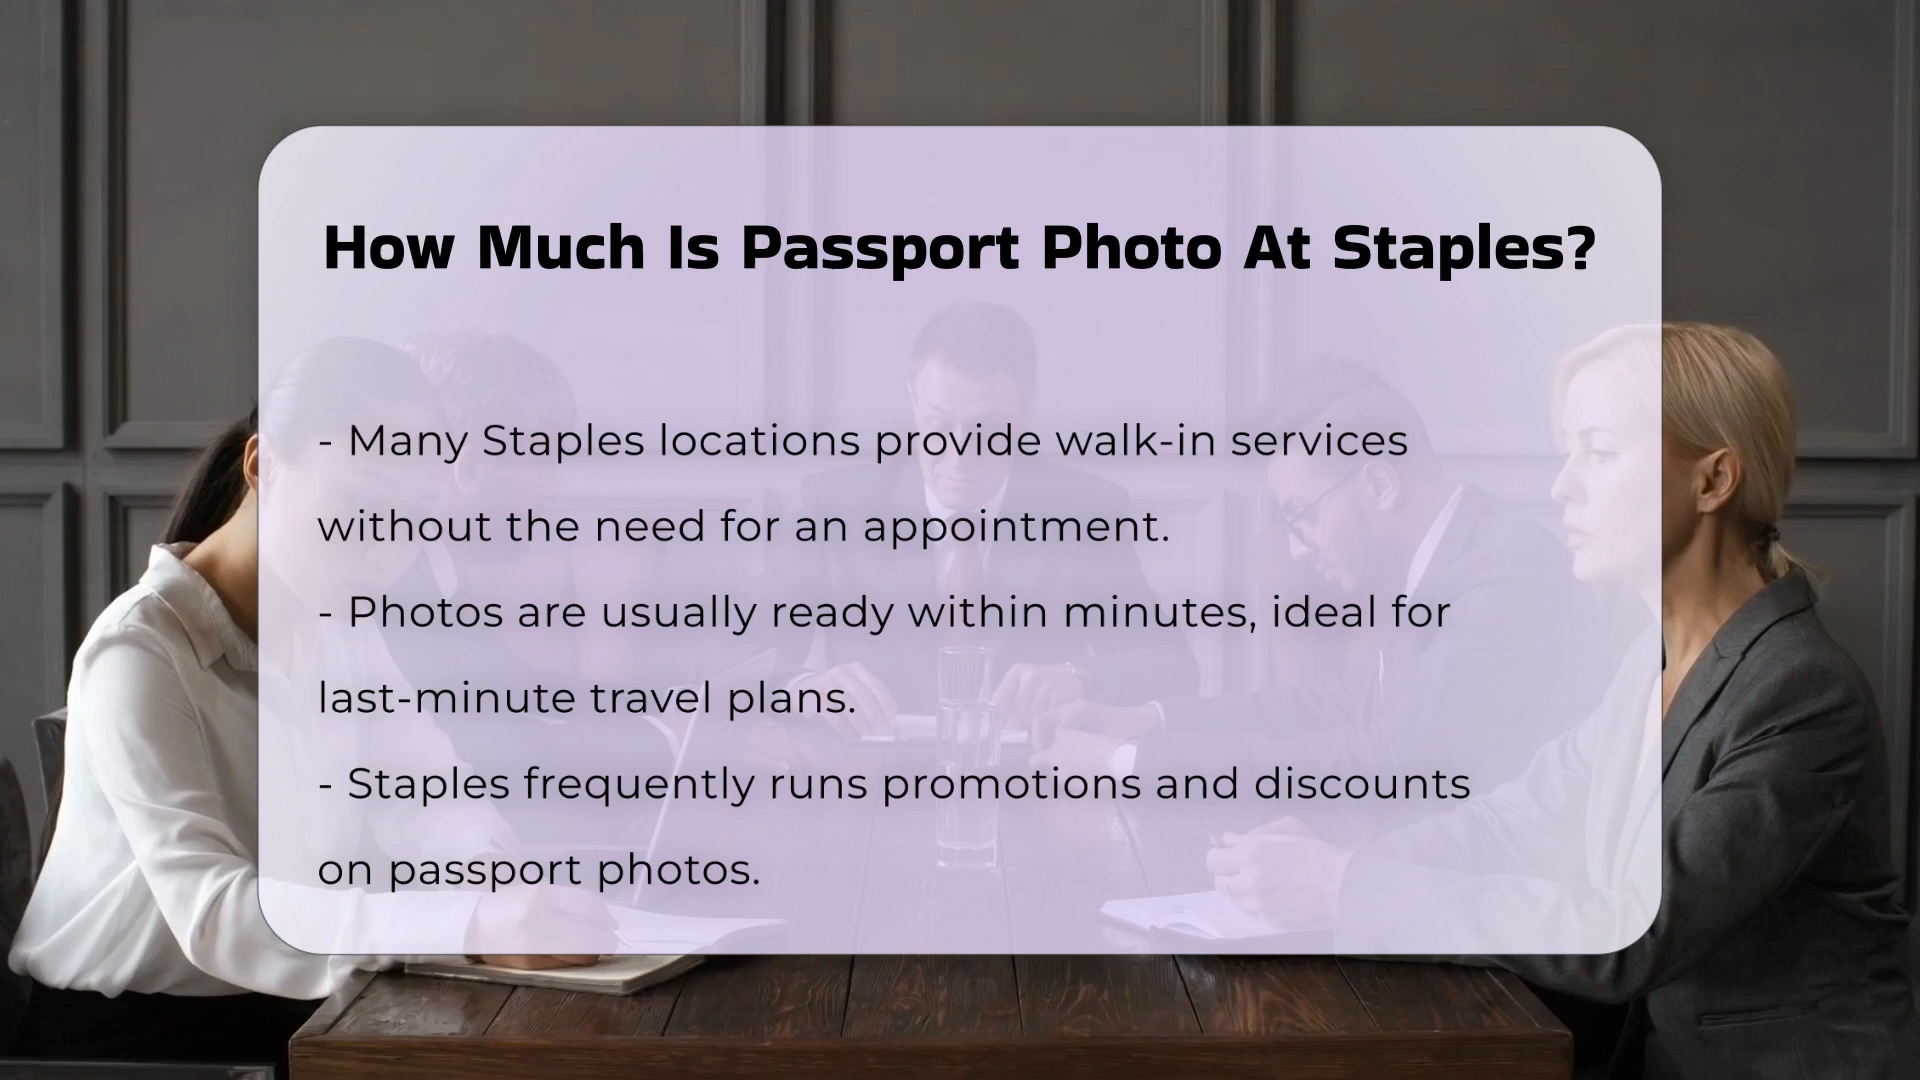 How Much Is Passport Photo At Staples?
- Many Staples locations provide walk-in services
without the need for an appointment.
- Photos are usually ready within minutes, ideal for
last-minute travel plans.
- Staples frequently runs promotions and discounts
on passport photos.